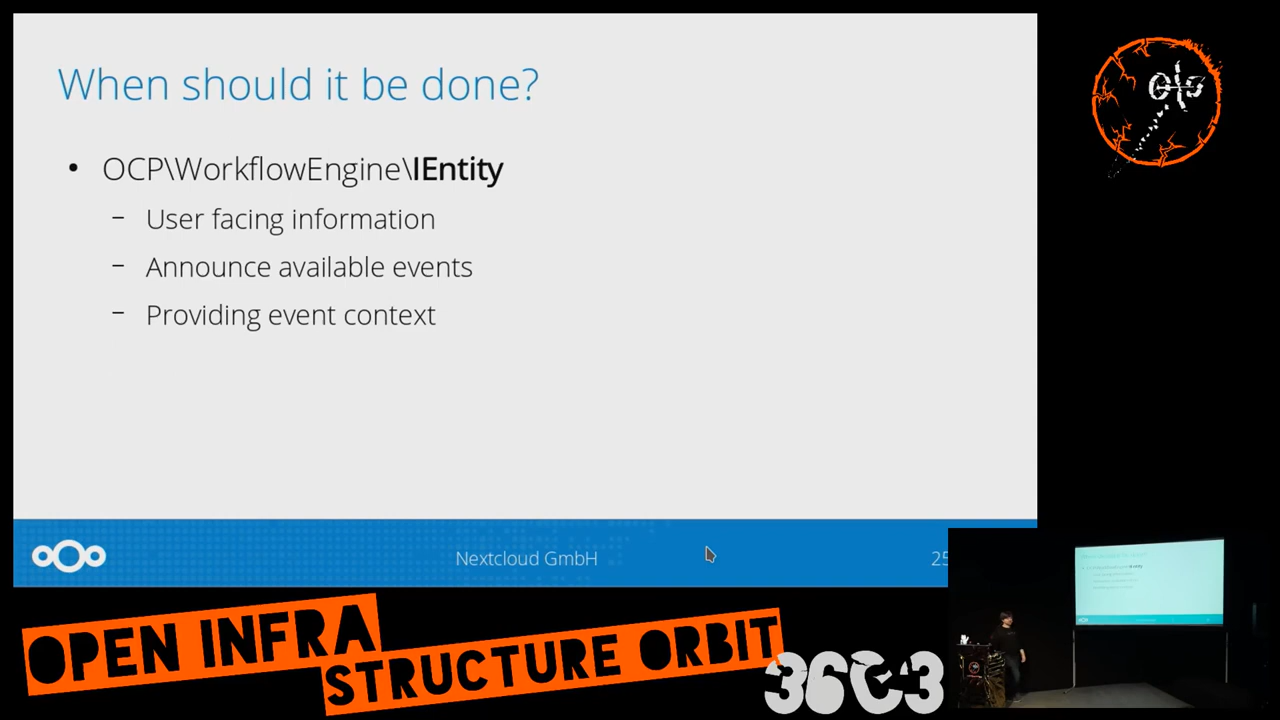 When should it be done?
• OCP\WorkflowEngine\IEntity
– User facing information
– Announce available events
– Providing event context
Nextcloud GmbH
25
OPEN INFRA
STRUCTURE ORBIT
36C3